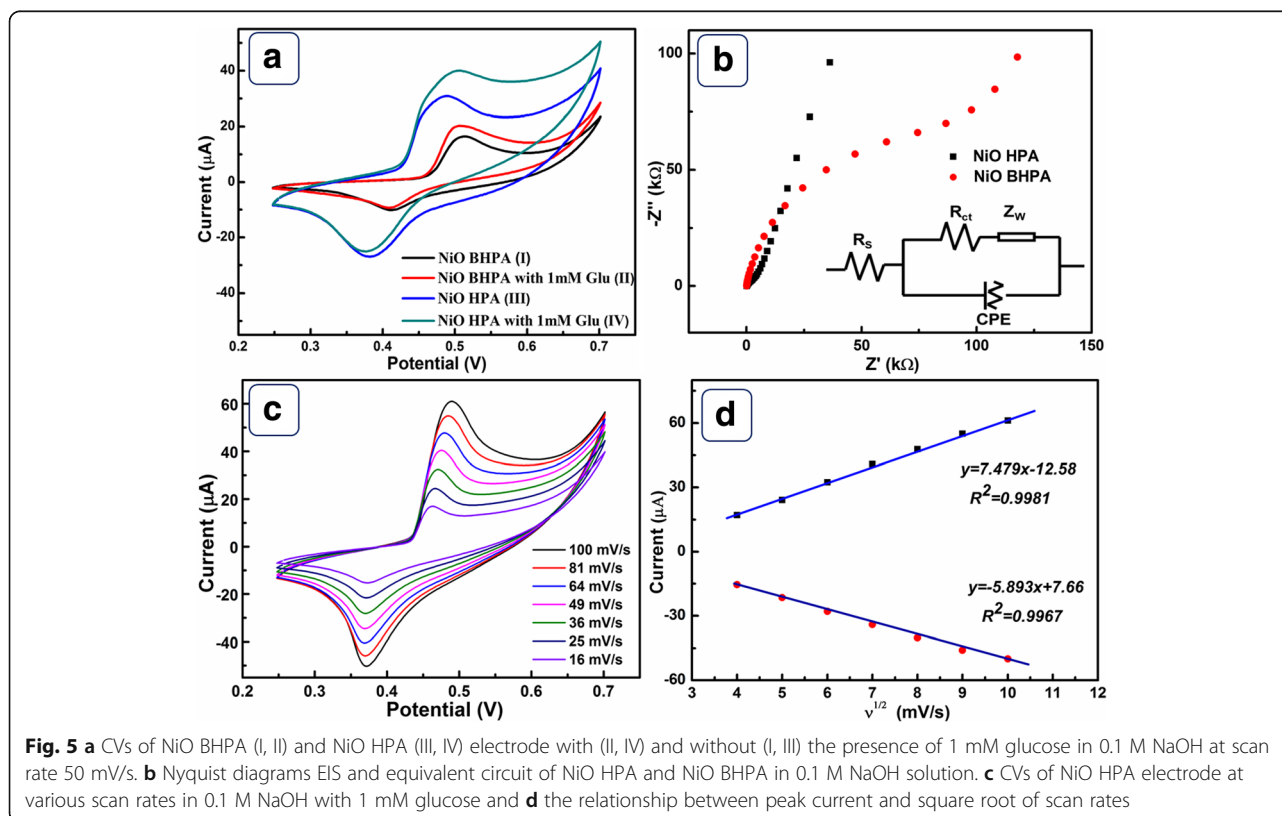 a
Current (μA)
40
20
0
-20
-40
NiO BHPA (I)
NiO BHPA with 1mM Glu (II)
NiO HPA (III)
NiO HPA with 1mM Glu (IV)
0.2 0.3 0.4 0.5 0.6 0.7
Potential (V)
b
-Z'' (kΩ)
100
50
0
NiO HPA
NiO BHPA
Rs
Rct
Zw
CPE
0 50 100 150
Z' (kΩ)
c
Current (μA)
60
40
20
0
-20
-40
100 mV/s
81 mV/s
64 mV/s
49 mV/s
36 mV/s
25 mV/s
16 mV/s
0.2 0.3 0.4 0.5 0.6 0.7
Potential (V)
d
Current (μA)
60
30
0
-30
-60
y=7.479x-12.58
R²=0.9981
y=-5.893x+7.66
R²=0.9967
3 4 5 6 7 8 9 10 11 12
ν^1/2 (mV/s)
Fig. 5 a CVs of NiO BHPA (I, II) and NiO HPA (III, IV) electrode with (II, IV) and without (I, III) the presence of 1 mM glucose in 0.1 M NaOH at scan
rate 50 mV/s. b Nyquist diagrams EIS and equivalent circuit of NiO HPA and NiO BHPA in 0.1 M NaOH solution. c CVs of NiO HPA electrode at
various scan rates in 0.1 M NaOH with 1 mM glucose and d the relationship between peak current and square root of scan rates